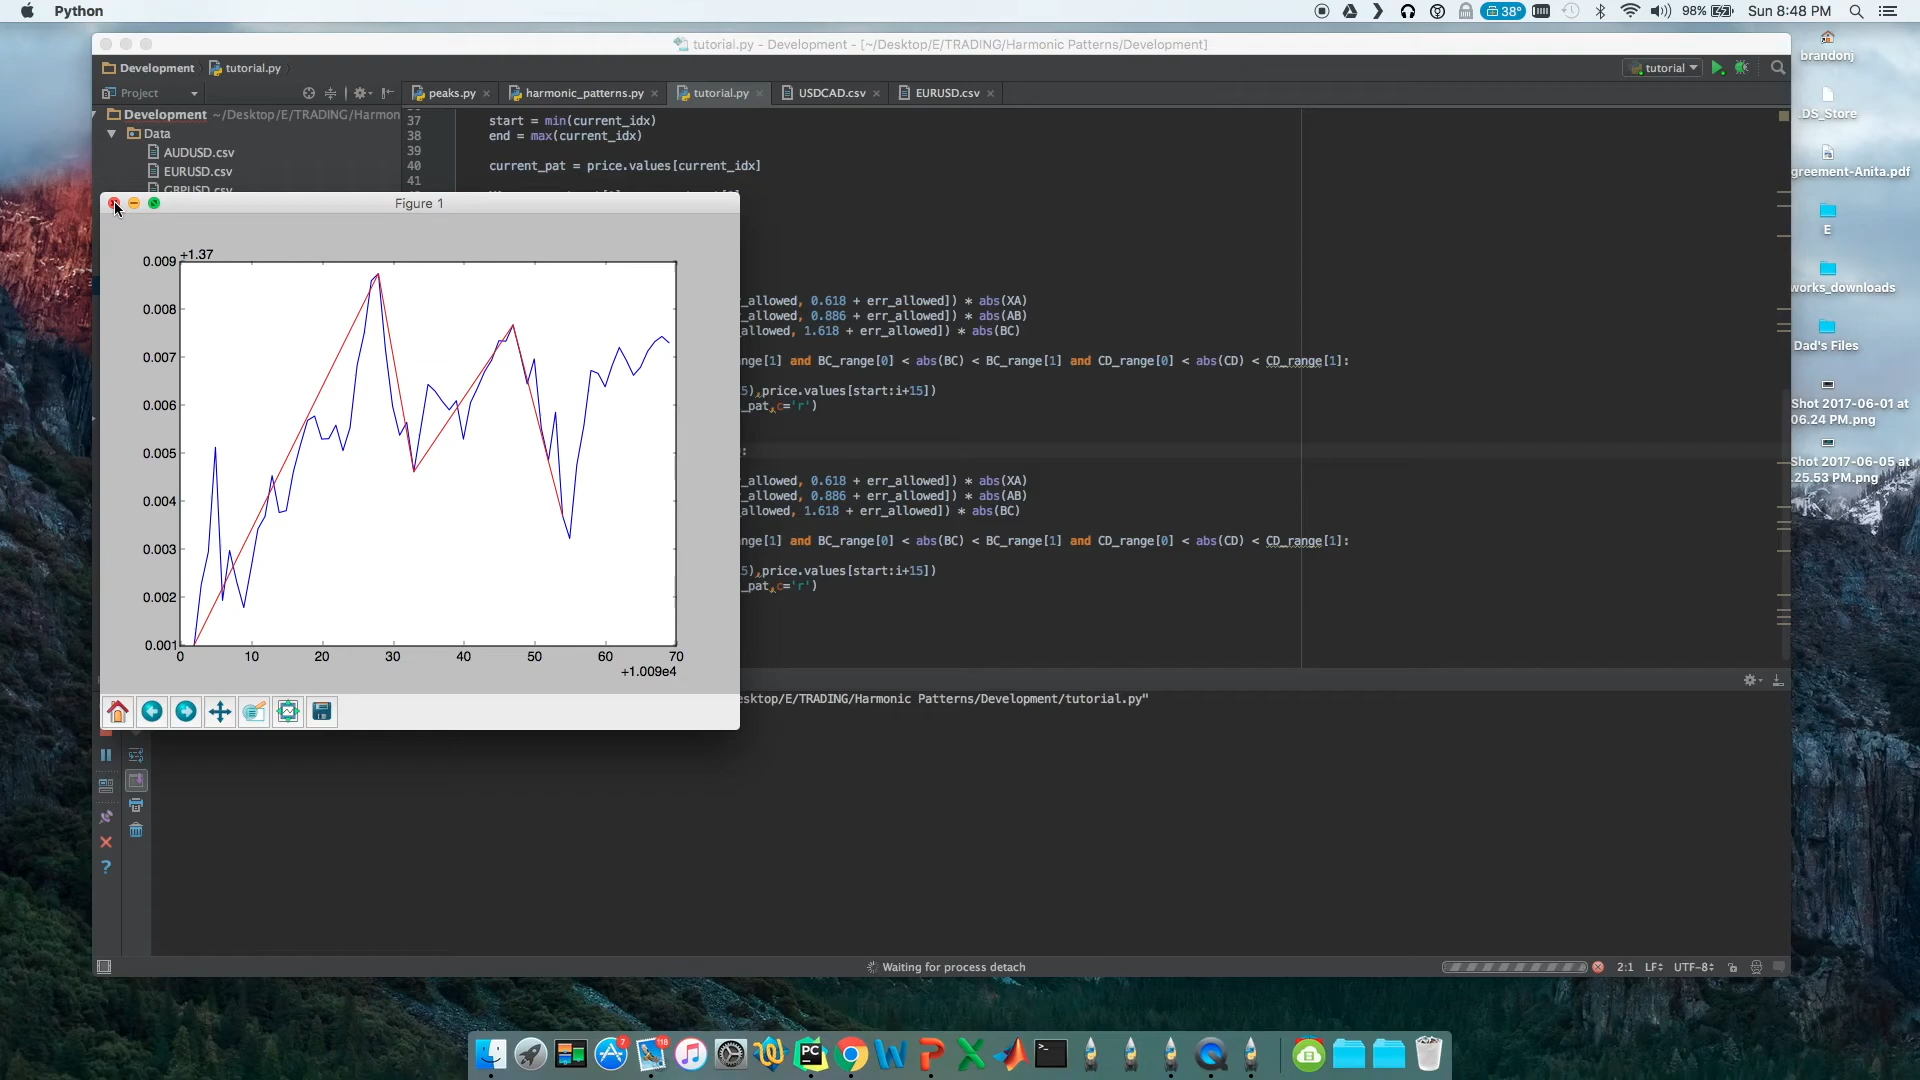 Python
38°
98%
Sun 8:48 PM
tutorial.py - Development - [~/Desktop/E/TRADING/Harmonic Patterns/Development]
Development
tutorial.py
tutorial
Project
peaks.py
harmonic_patterns.py
tutorial.py
USDCAD.csv
EURUSD.csv
Development ~/Desktop/E/TRADING/Harmon
Data
AUDUSD.csv
EURUSD.csv
GBPUSD.csv
37 start = min(current_idx)
38 end = max(current_idx)
39
40 current_pat = price.values[current_idx]
41
_allowed, 0.618 + err_allowed]) * abs(XA)
_allowed, 0.886 + err_allowed]) * abs(AB)
allowed, 1.618 + err_allowed]) * abs(BC)
nge[1] and BC_range[0] < abs(BC) < BC_range[1] and CD_range[0] < abs(CD) < CD_range[1]:
5),price.values[start:i+15])
_pat,c='r')
:
_allowed, 0.618 + err_allowed]) * abs(XA)
_allowed, 0.886 + err_allowed]) * abs(AB)
allowed, 1.618 + err_allowed]) * abs(BC)
nge[1] and BC_range[0] < abs(BC) < BC_range[1] and CD_range[0] < abs(CD) < CD_range[1]:
5),price.values[start:i+15])
_pat,c='r')
Figure 1
+1.37
0.009
0.008
0.007
0.006
0.005
0.004
0.003
0.002
0.001
0 10 20 30 40 50 60 70
+1.009e4
esktop/E/TRADING/Harmonic Patterns/Development/tutorial.py"
Waiting for process detach
2:1 LF UTF-8
brandonj
.DS_Store
greement-Anita.pdf
E
works_downloads
Dad's Files
Shot 2017-06-01 at
06.24 PM.png
Shot 2017-06-05 at
.25.53 PM.png
7
118
PC